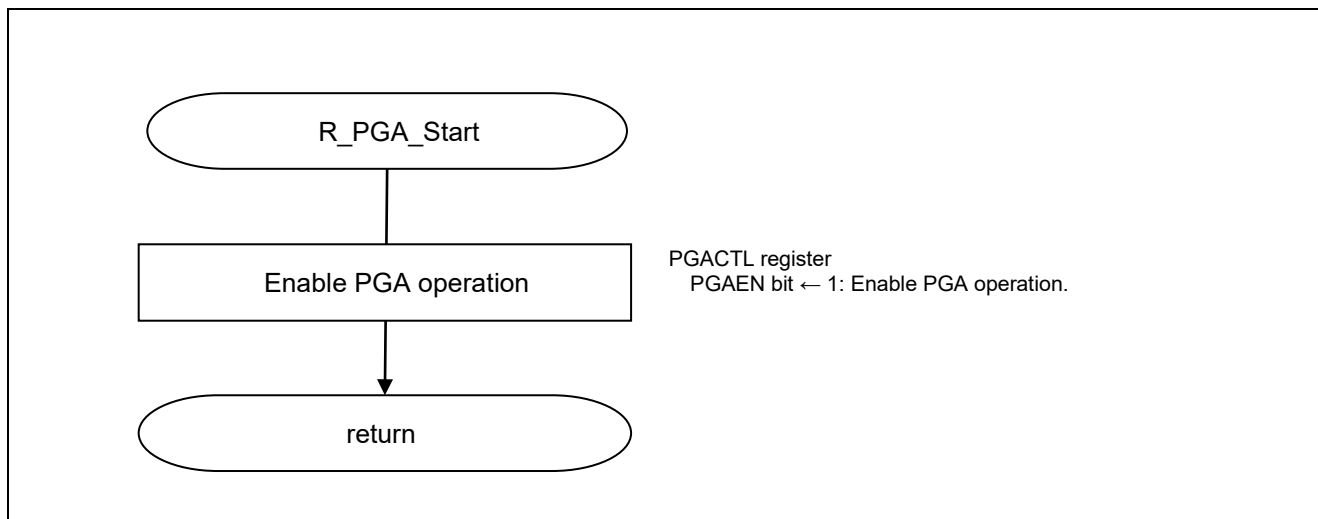 R_PGA_Start
Enable PGA operation
PGACTL register
PGAEN bit ← 1: Enable PGA operation.
return